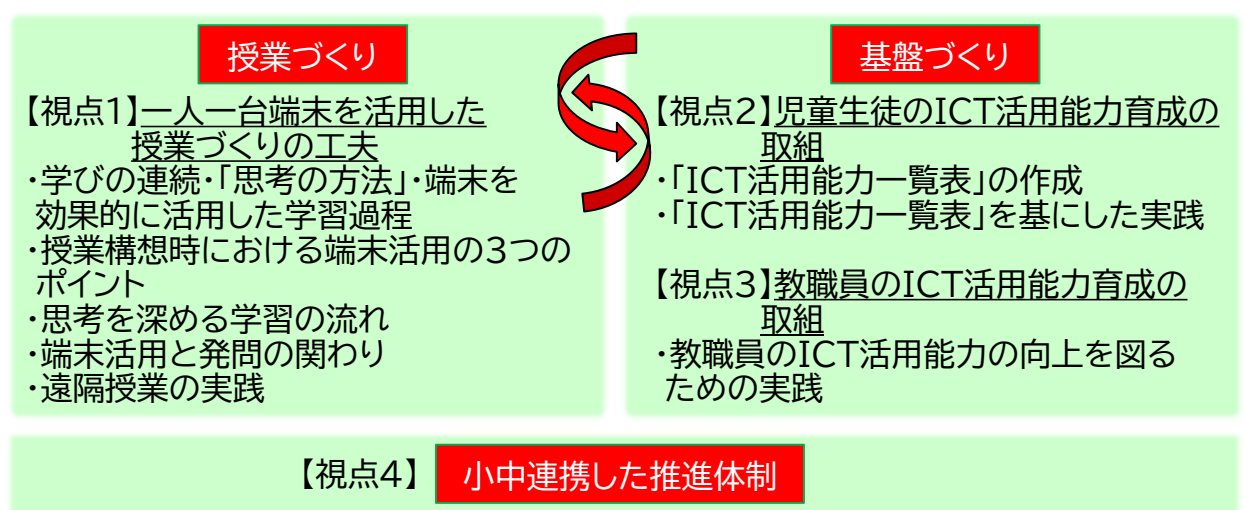 授業づくり
【視点1】一人一台端末を活用した
授業づくりの工夫
・学びの連続・「思考の方法」・端末を
効果的に活用した学習過程
・授業構想時における端末活用の3つの
ポイント
・思考を深める学習の流れ
・端末活用と発問の関わり
・遠隔授業の実践
基盤づくり
【視点2】児童生徒のICT活用能力育成の
取組
・「ICT活用能力一覧表」の作成
・「ICT活用能力一覧表」を基にした実践
【視点3】教職員のICT活用能力育成の
取組
・教職員のICT活用能力の向上を図る
ための実践
【視点4】 小中連携した推進体制